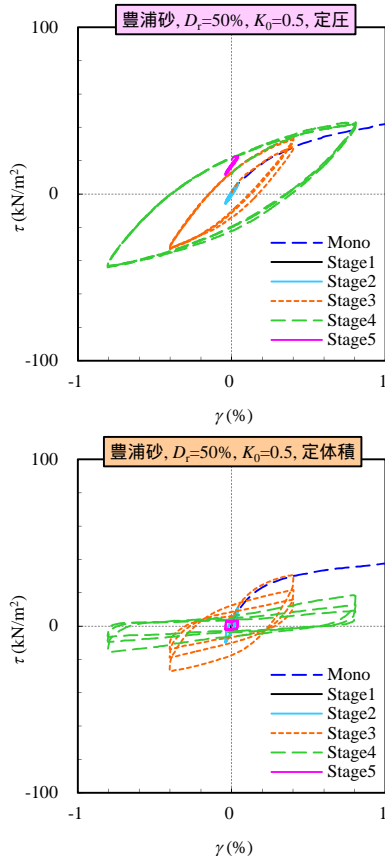 豊浦砂, Dr=50%, K0=0.5, 定圧
100
τ (kN/m²)
0
Mono
Stage1
Stage2
Stage3
Stage4
Stage5
-100
-1 0 1
γ (%)
豊浦砂, Dr=50%, K0=0.5, 定体積
100
τ (kN/m²)
0
Mono
Stage1
Stage2
Stage3
Stage4
Stage5
-100
-1 0 1
γ (%)